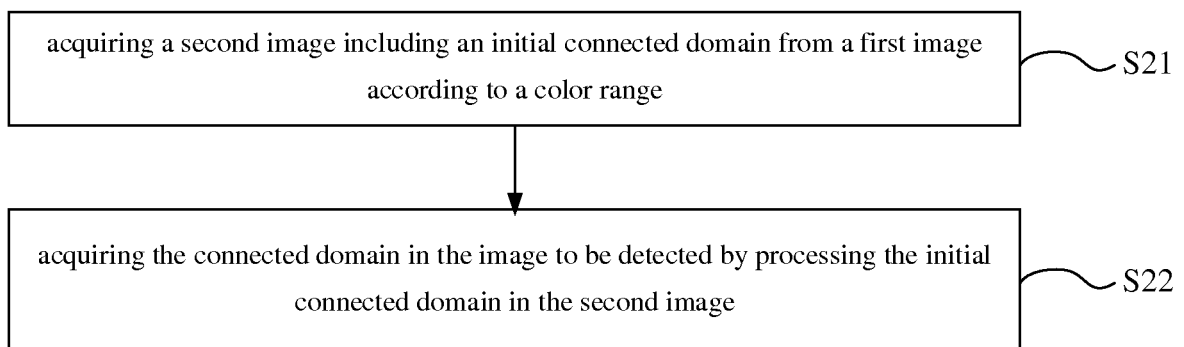 acquiring a second image including an initial connected domain from a first image
according to a color range
S21
acquiring the connected domain in the image to be detected by processing the initial
connected domain in the second image
S22